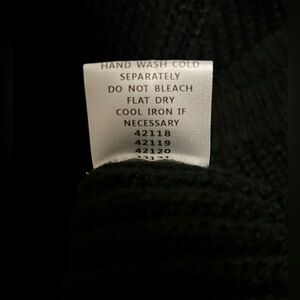 HAND WASH COLD
SEPARATELY
DO NOT BLEACH
FLAT DRY
COOL IRON IF
NECESSARY
42118
42119
42120